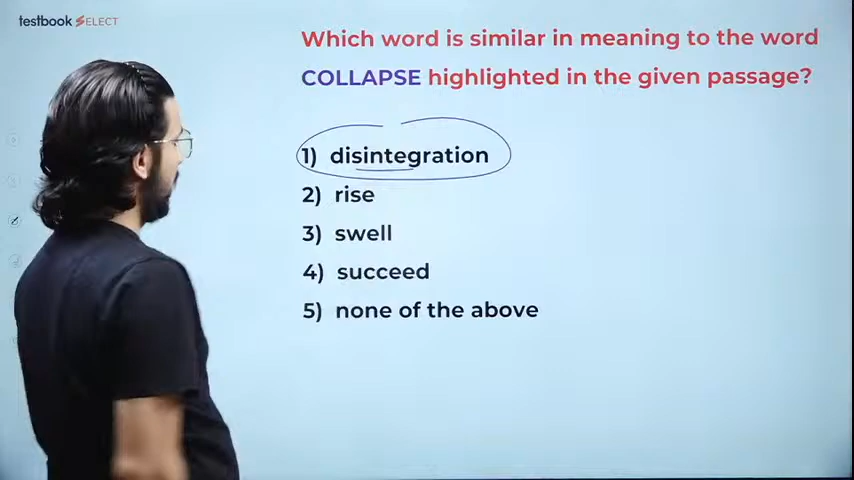 testbook SELECT
Which word is similar in meaning to the word
COLLAPSE highlighted in the given passage?
1) disintegration
2) rise
3) swell
4) succeed
5) none of the above